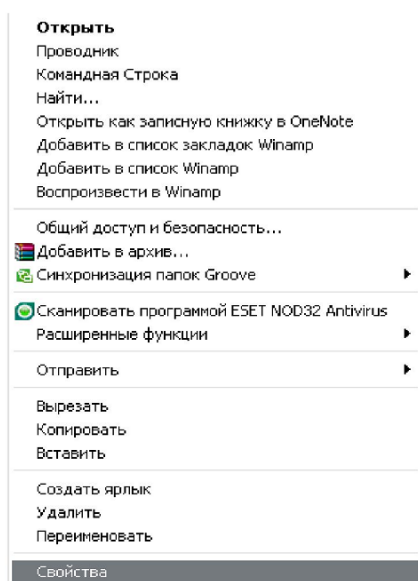 Открыть
Проводник
Командная Строка
Найти...
Открыть как записную книжку в OneNote
Добавить в список закладок Winamp
Добавить в список Winamp
Воспроизвести в Winamp
Общий доступ и безопасность...
Добавить в архив...
Синхронизация папок Groove
Сканировать программой ESET NOD32 Antivirus
Расширенные функции
Отправить
Вырезать
Копировать
Вставить
Создать ярлык
Удалить
Переименовать
Свойства